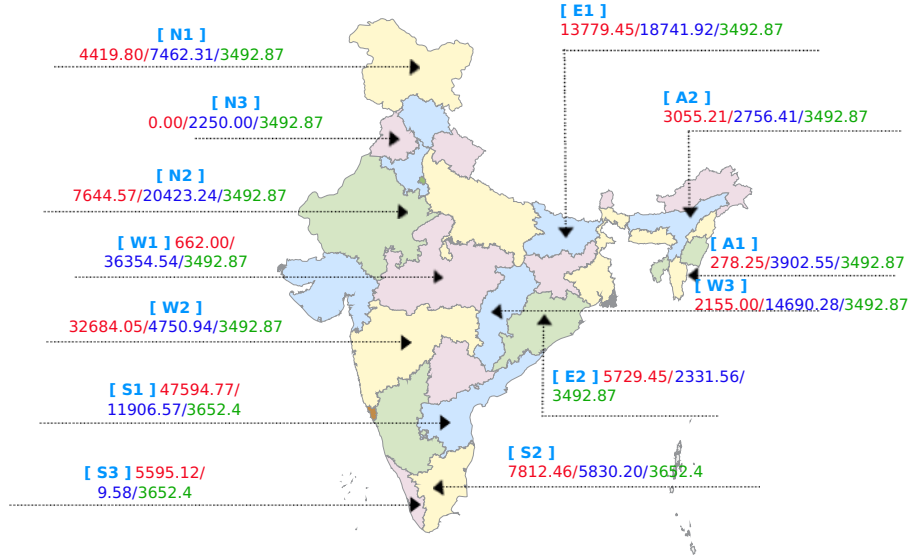 [ E1 ]
13779.45/18741.92/3492.87
[ N1 ]
4419.80/7462.31/3492.87
[ N3 ]
0.00/2250.00/3492.87
[ A2 ]
3055.21/2756.41/3492.87
[ N2 ]
7644.57/20423.24/3492.87
[ W1 ] 662.00/
36354.54/3492.87
[ A1 ]
278.25/3902.55/3492.87
[ W3 ]
2155.00/14690.28/3492.87
[ W2 ]
32684.05/4750.94/3492.87
[ E2 ] 5729.45/2331.56/
3492.87
[ S1 ] 47594.77/
11906.57/3652.4
[ S2 ]
7812.46/5830.20/3652.4
[ S3 ] 5595.12/
9.58/3652.4